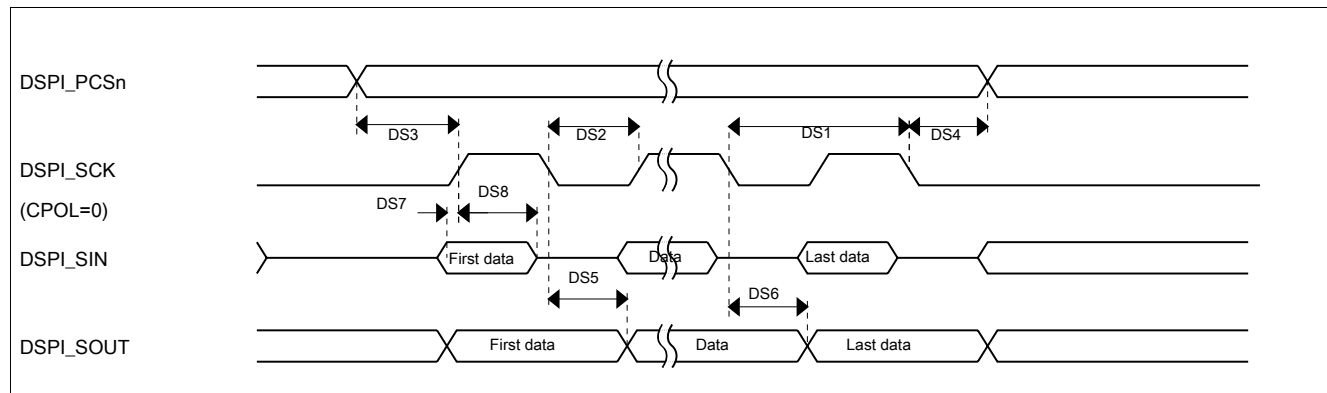 DSPI_PCSn
DS3
DS2
DS1
DS4
DSPI_SCK
(CPOL=0)
DS7
DS8
DSPI_SIN
First data
Data
Last data
DS5
DS6
DSPI_SOUT
First data
Data
Last data